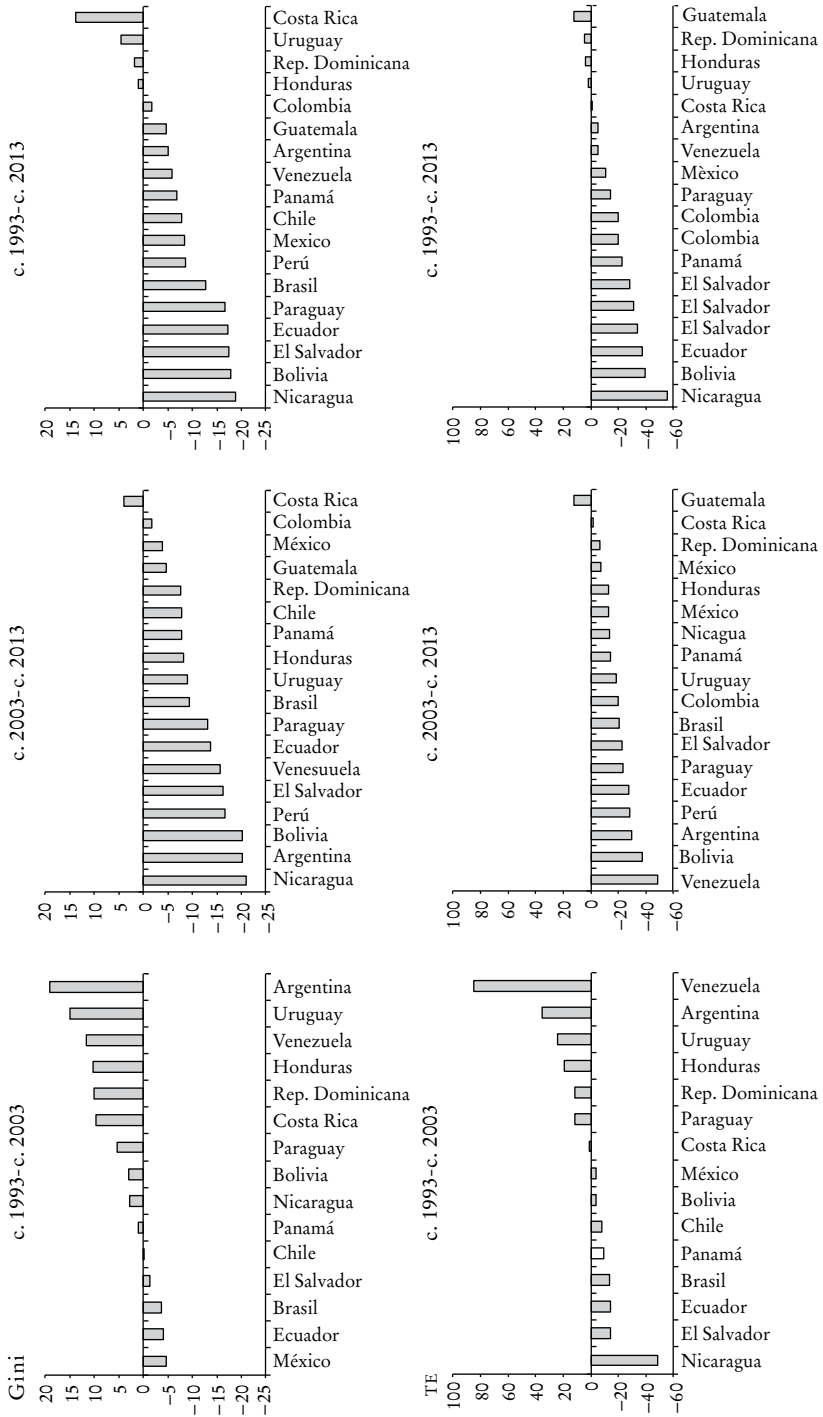 c. 1993-c. 2013
20
15
10
5
0
–5
–10
–15
–20
–25
Costa Rica
Uruguay
Rep. Dominicana
Honduras
Colombia
Guatemala
Argentina
Venezuela
Panamá
Chile
Mexico
Perú
Brasil
Paraguay
Ecuador
El Salvador
Bolivia
Nicaragua
c. 1993-c. 2013
100
80
60
40
20
0
–20
–40
–60
Guatemala
Rep. Dominicana
Honduras
Uruguay
Costa Rica
Argentina
Venezuela
Mèxico
Paraguay
Colombia
Colombia
Panamá
El Salvador
El Salvador
El Salvador
Ecuador
Bolivia
Nicaragua
c. 2003-c. 2013
20
15
10
5
0
–5
–10
–15
–20
–25
Costa Rica
Colombia
México
Guatemala
Rep. Dominicana
Chile
Panamá
Honduras
Uruguay
Brasil
Paraguay
Ecuador
Venesuuela
El Salvador
Perú
Bolivia
Argentina
Nicaragua
c. 2003-c. 2013
100
80
60
40
20
0
–20
–40
–60
Guatemala
Costa Rica
Rep. Dominicana
México
Honduras
México
Nicagua
Panamá
Uruguay
Colombia
Brasil
El Salvador
Paraguay
Ecuador
Perú
Argentina
Bolivia
Venezuela
Gini
c. 1993-c. 2003
20
15
10
5
0
–5
–10
–15
–20
–25
Argentina
Uruguay
Venezuela
Honduras
Rep. Dominicana
Costa Rica
Paraguay
Bolivia
Nicaragua
Panamá
Chile
El Salvador
Brasil
Ecuador
México
TE
c. 1993-c. 2003
100
80
60
40
20
0
–20
–40
–60
Venezuela
Argentina
Uruguay
Honduras
Rep. Dominicana
Paraguay
Costa Rica
México
Bolivia
Chile
Panamá
Brasil
Ecuador
El Salvador
Nicaragua